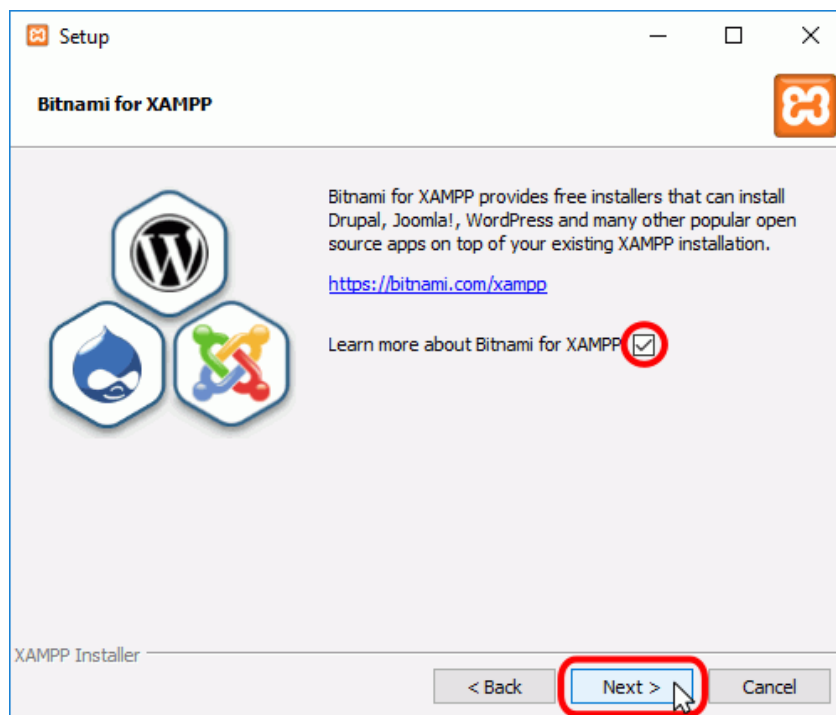 Setup
Bitnami for XAMPP
Bitnami for XAMPP provides free installers that can install
Drupal, Joomla!, WordPress and many other popular open
source apps on top of your existing XAMPP installation.
https://bitnami.com/xampp
Learn more about Bitnami for XAMPP
XAMPP Installer
< Back
Next >
Cancel